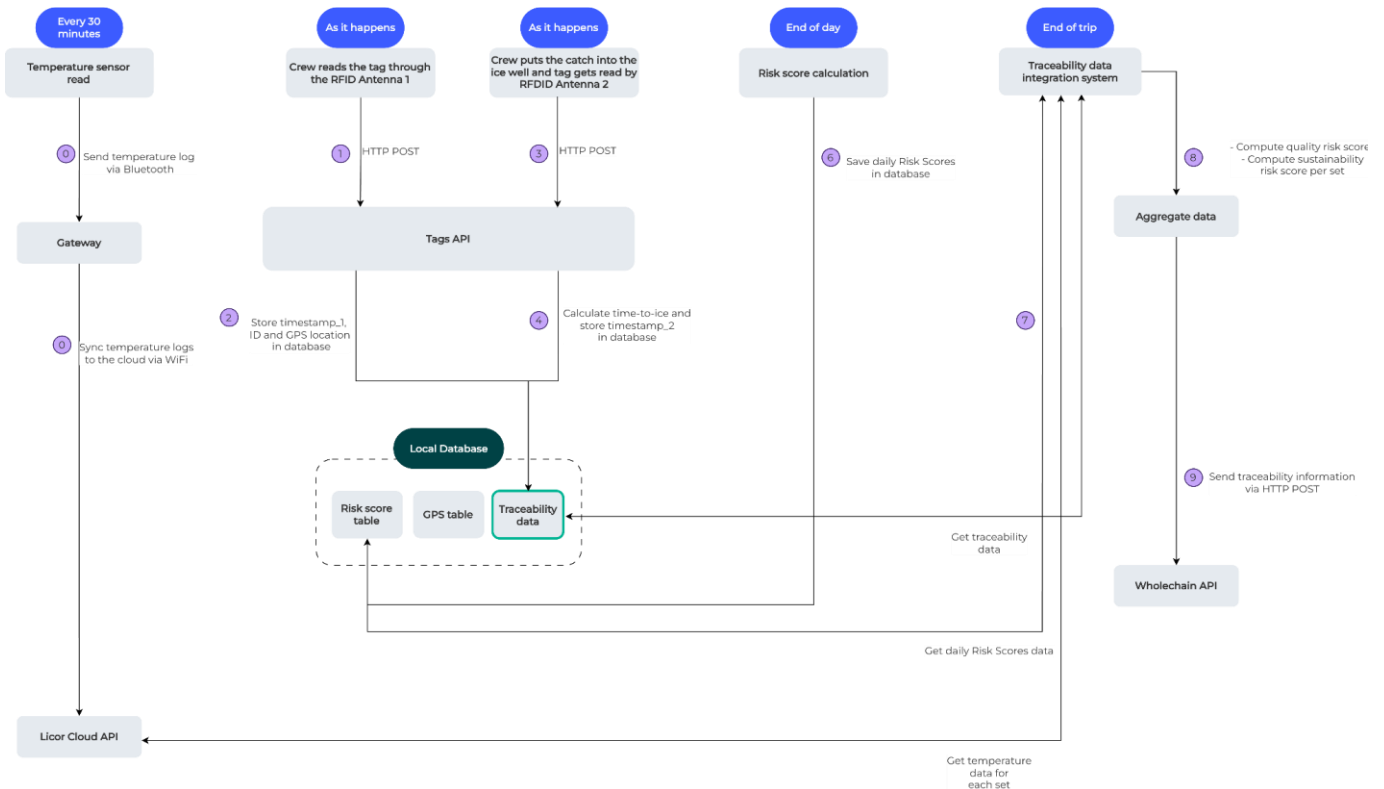 Every 30
minutes
As it happens
As it happens
End of day
End of trip
Temperature sensor
read
Crew reads the tag through
the RFID Antenna 1
Crew puts the catch into the
ice well and tag gets read by
RFDID Antenna 2
Risk score calculation
Traceability data
integration system
0
Send temperature log
via Bluetooth
1
HTTP POST
3
HTTP POST
6
Save daily Risk Scores
in database
8
- Compute quality risk score
- Compute sustainability
risk score per set
Gateway
Tags API
Aggregate data
0
Sync temperature logs
to the cloud via WiFi
2
Store timestamp_1,
ID and GPS location
in database
4
Calculate time-to-ice and
store timestamp_2
in database
7
Local Database
Risk score
table
GPS table
Traceability
data
9
Send traceability information
via HTTP POST
Get traceability
data
Wholechain API
Get daily Risk Scores data
Licor Cloud API
Get temperature
data for
each set